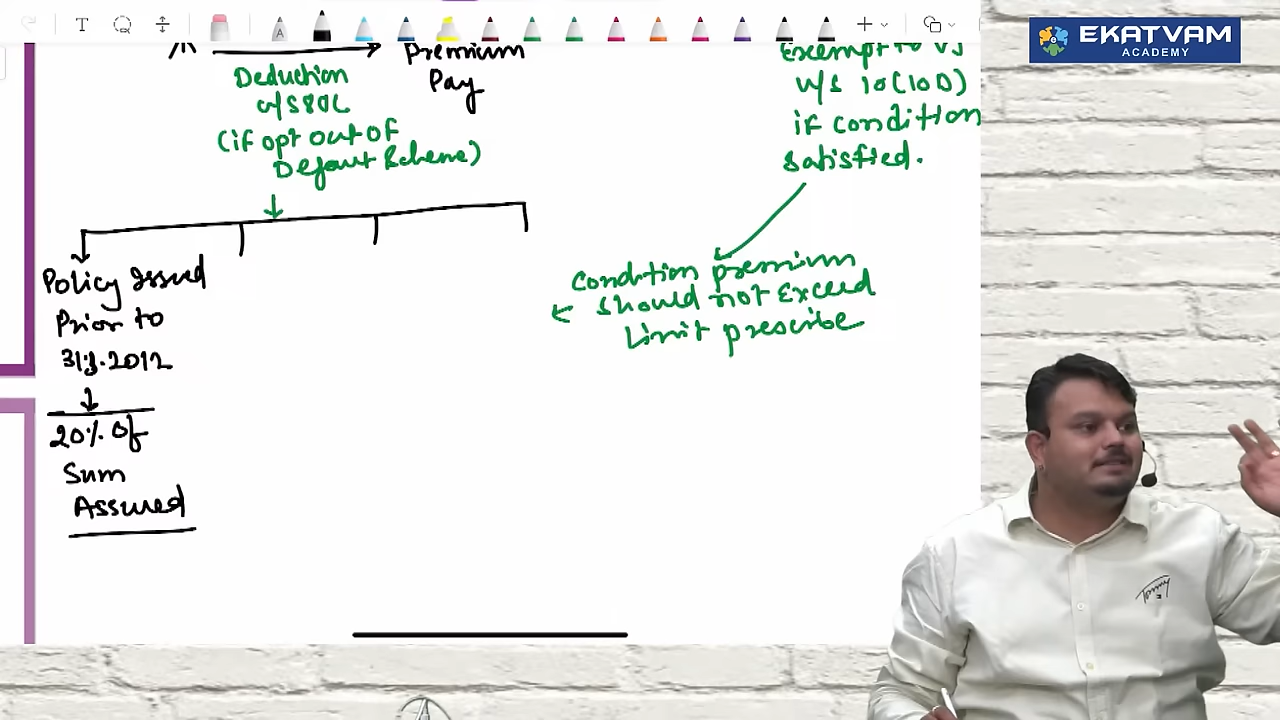 EKATVAM
ACADEMY
Premium
Pay
Deduction
u/s 80C
(if opt out of
Default Scheme)
Exempt to
u/s 10(10D)
if condition
satisfied.
Condition premium
should not Exceed
Limit prescribe
Policy Issued
Prior to
31.3.2012
20% of
Sum
Assured
T
A